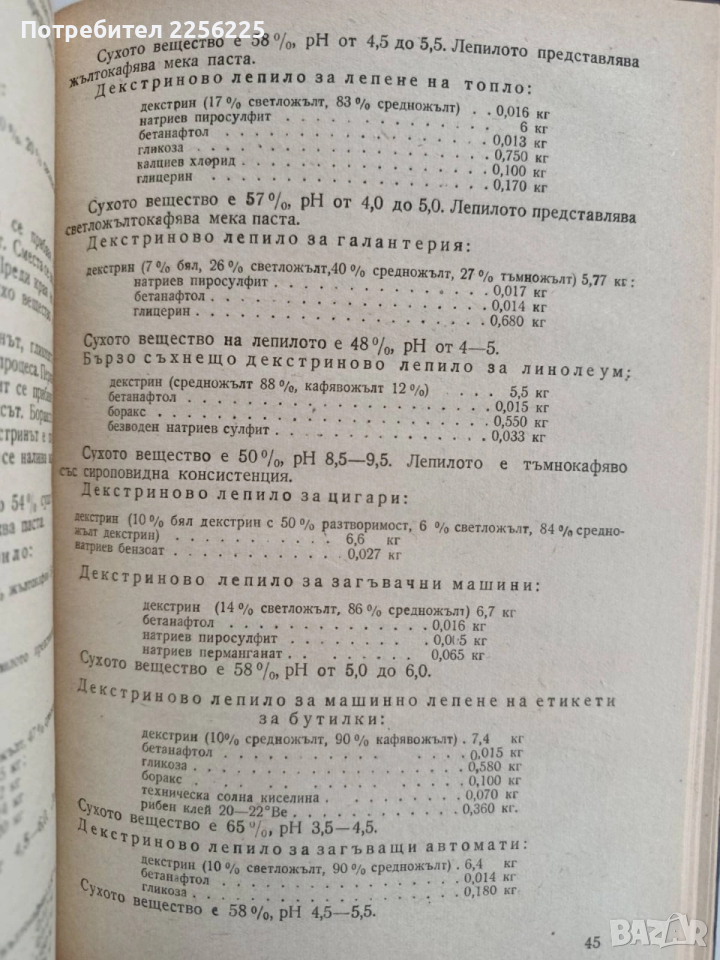 Потребител 2256225
Сухото вещество е 58%, pH от 4,5 до 5,5. Лепилото представлява
жълтокафява мека паста.
Декстриново лепило за лепене на топло:
декстрин (17% светложълт, 83% средножълт) . . 0,016 кг
натриев пиросулфит . . . . . . . . . 6 кг
бетанафтол . . . . . . . . . . . 0,013 кг
гликоза . . . . . . . . . . . . 0,750 кг
калциев хлорид . . . . . . . . . . 0,100 кг
глицерин . . . . . . . . . . . . 0,170 кг
Сухото вещество е 57%, pH от 4,0 до 5,0. Лепилото представлява
светложълтокафява мека паста.
Декстриново лепило за галантерия:
декстрин (7% бял, 26% светложълт, 40% средножълт, 27% тъмножълт) 5,77 кг:
натриев пиросулфит . . . . . . . . . . 0,017 кг
бетанафтол . . . . . . . . . . . . 0,014 кг
глицерин . . . . . . . . . . . . . 0,680 кг
Сухото вещество на лепилото е 48%, pH от 4—5.
Бързо съхнещо декстриново лепило за линолеум:
декстрин (средножълт 88%, кафявожълт 12%) . . . . 5,5 кг
бетанафтол . . . . . . . . . . . . . 0,015 кг
боракс . . . . . . . . . . . . . . 0,550 кг
безводен натриев сулфит . . . . . . . . . 0,033 кг
Сухото вещество е 50%, pH 8,5—9,5. Лепилото е тъмнокафяво
със сироповидна консистенция.
Декстриново лепило за цигари:
декстрин (10% бял декстрин с 50% разтворимост, 6 % светложълт, 84% средно-
жълт декстрин) . . . . . . . . 6,6 кг
натрив бензоат . . . . . . . . . 0,027 кг
Декстриново лепило за загъвачни машини:
декстрин (14% светложълт, 86% средножълт) 6,7 кг
бетанафтол . . . . . . . . . . . 0,016 кг
натриев пиросулфит . . . . . . . . . 0,005 кг
натриев перманганат . . . . . . . . 0,065 кг
Сухото вещество е 58%, pH от 5,0 до 6,0.
Декстриново лепило за машинно лепене на етикети
за бутилки:
декстрин (10% средножълт, 90% кафявожълт) . 7,4 кг
бетанафтол . . . . . . . . . . . . 0,015 кг
гликоза . . . . . . . . . . . . . 0,580 кг
боракс . . . . . . . . . . . . . 0,100 кг
техническа солна киселина . . . . . . . 0,070 кг
рибен клей 20—22°Ве . . . . . . . . 0,360 кг.
Сухото вещество е 65%, pH 3,5—4,5.
Декстриново лепило за загъващи автомати:
декстрин (10% светложълт, 90% средножълт) . 6,4 кг
бетанафтол . . . . . . . . . . . . 0,014 кг
гликоза . . . . . . . . . . . . . 0,180 кг
Сухото вещество е 58%, pH 4,5—5,5.
45
BAZAR